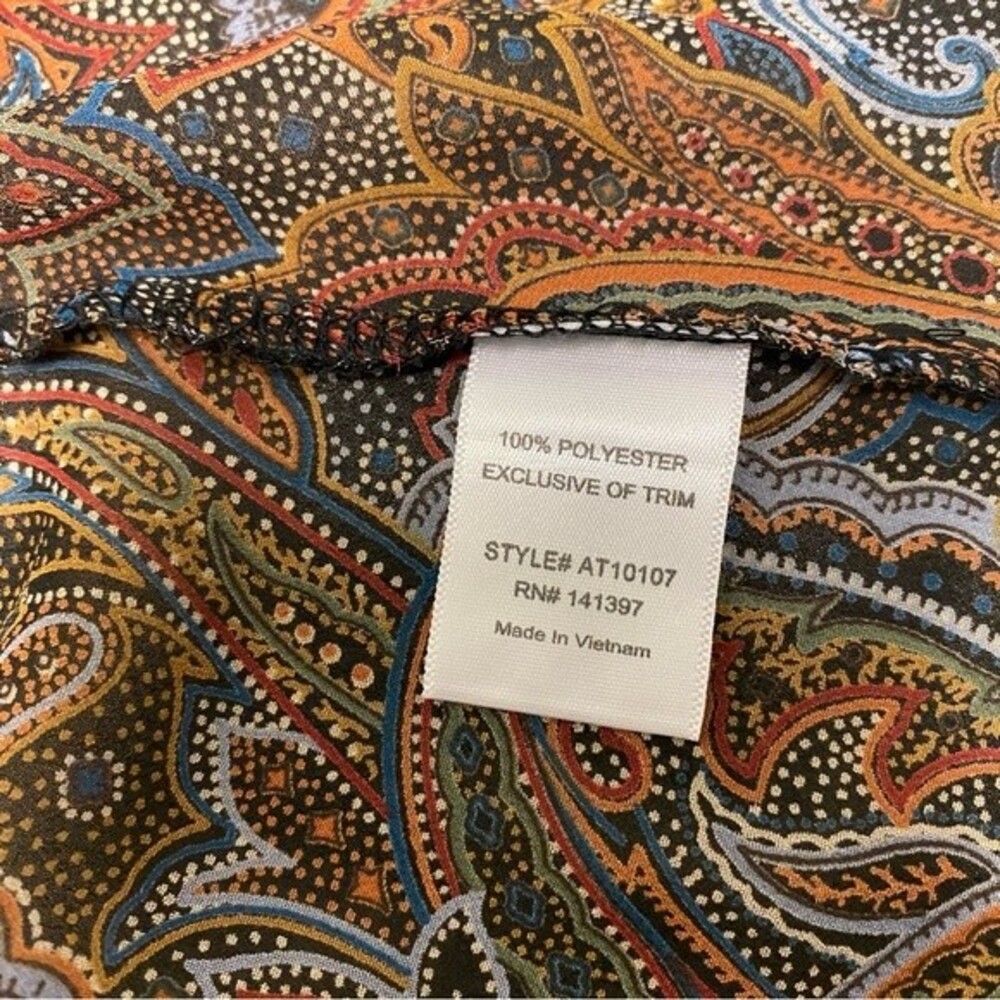 100% POLYESTER
EXCLUSIVE OF TRIM
STYLE# AT10107
RN# 141397
Made In Vietnam